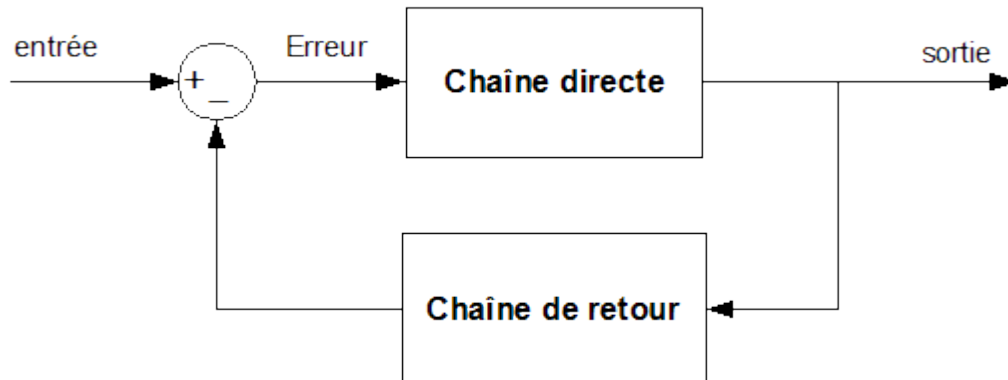 entrée
Erreur
sortie
+
−
Chaîne directe
Chaîne de retour